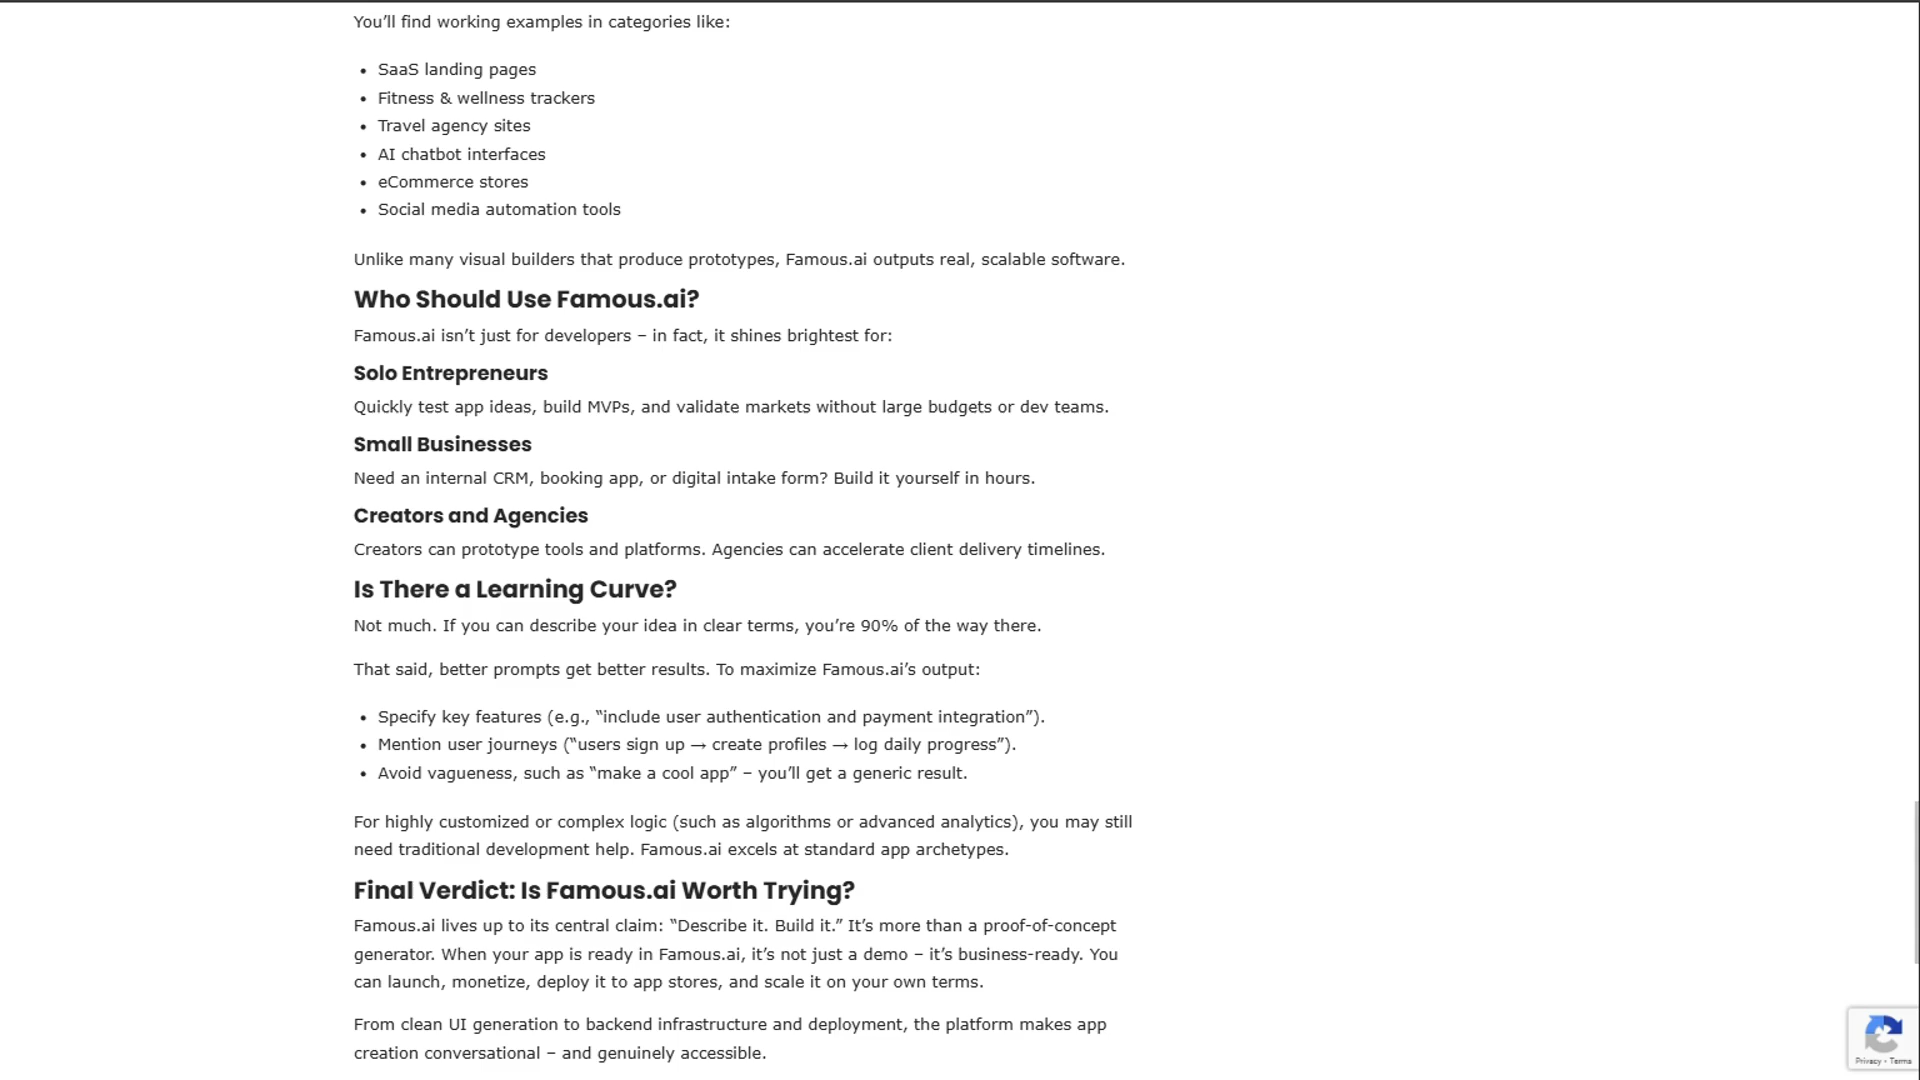 You’ll find working examples in categories like:
• SaaS landing pages
• Fitness & wellness trackers
• Travel agency sites
• AI chatbot interfaces
• eCommerce stores
• Social media automation tools
Unlike many visual builders that produce prototypes, Famous.ai outputs real, scalable software.
Who Should Use Famous.ai?
Famous.ai isn’t just for developers – in fact, it shines brightest for:
Solo Entrepreneurs
Quickly test app ideas, build MVPs, and validate markets without large budgets or dev teams.
Small Businesses
Need an internal CRM, booking app, or digital intake form? Build it yourself in hours.
Creators and Agencies
Creators can prototype tools and platforms. Agencies can accelerate client delivery timelines.
Is There a Learning Curve?
Not much. If you can describe your idea in clear terms, you’re 90% of the way there.
That said, better prompts get better results. To maximize Famous.ai’s output:
• Specify key features (e.g., “include user authentication and payment integration”).
• Mention user journeys (“users sign up → create profiles → log daily progress”).
• Avoid vagueness, such as “make a cool app” – you’ll get a generic result.
For highly customized or complex logic (such as algorithms or advanced analytics), you may still
need traditional development help. Famous.ai excels at standard app archetypes.
Final Verdict: Is Famous.ai Worth Trying?
Famous.ai lives up to its central claim: “Describe it. Build it.” It’s more than a proof-of-concept
generator. When your app is ready in Famous.ai, it’s not just a demo – it’s business-ready. You
can launch, monetize, deploy it to app stores, and scale it on your own terms.
From clean UI generation to backend infrastructure and deployment, the platform makes app
creation conversational – and genuinely accessible.
Privacy - Terms